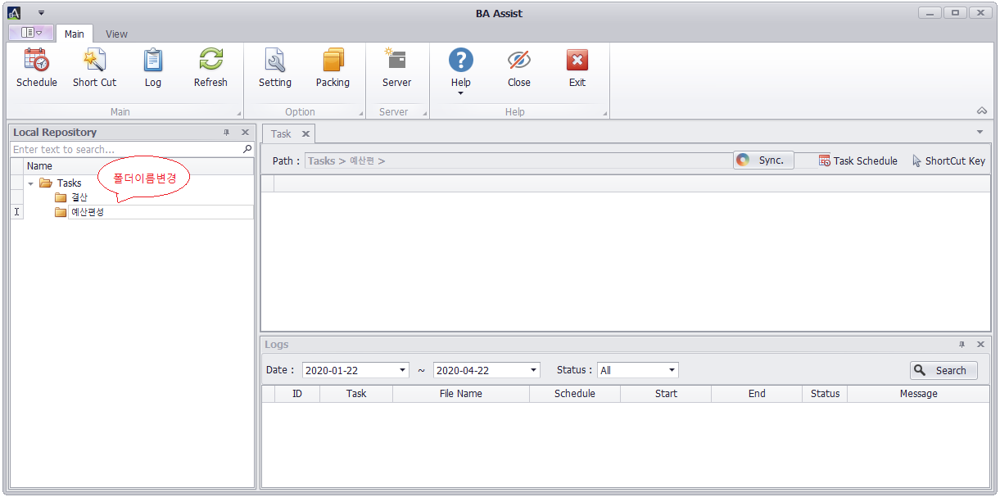 BA Assist
Main View
Schedule Short Cut Log Refresh Setting Packing Server Help Close Exit
Main Option Server Help
Local Repository
Enter text to search...
Name
Tasks
결산
예산편성
폴더이름변경
Task
Path : Tasks > 예산편 > Sync. Task Schedule ShortCut Key
Logs
Date : 2020-01-22 ~ 2020-04-22 Status : All Search
ID Task File Name Schedule Start End Status Message